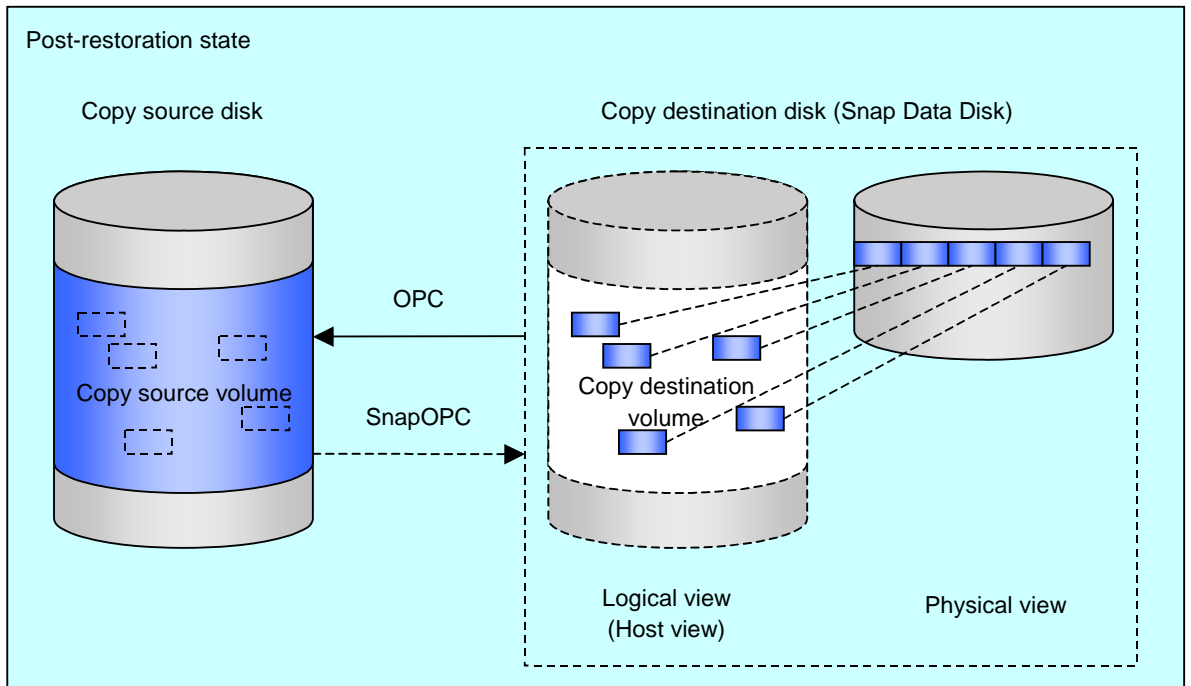 Post-restoration state
Copy source disk
Copy destination disk (Snap Data Disk)
OPC
Copy source volume
SnapOPC
Copy destination
volume
Logical view
(Host view)
Physical view